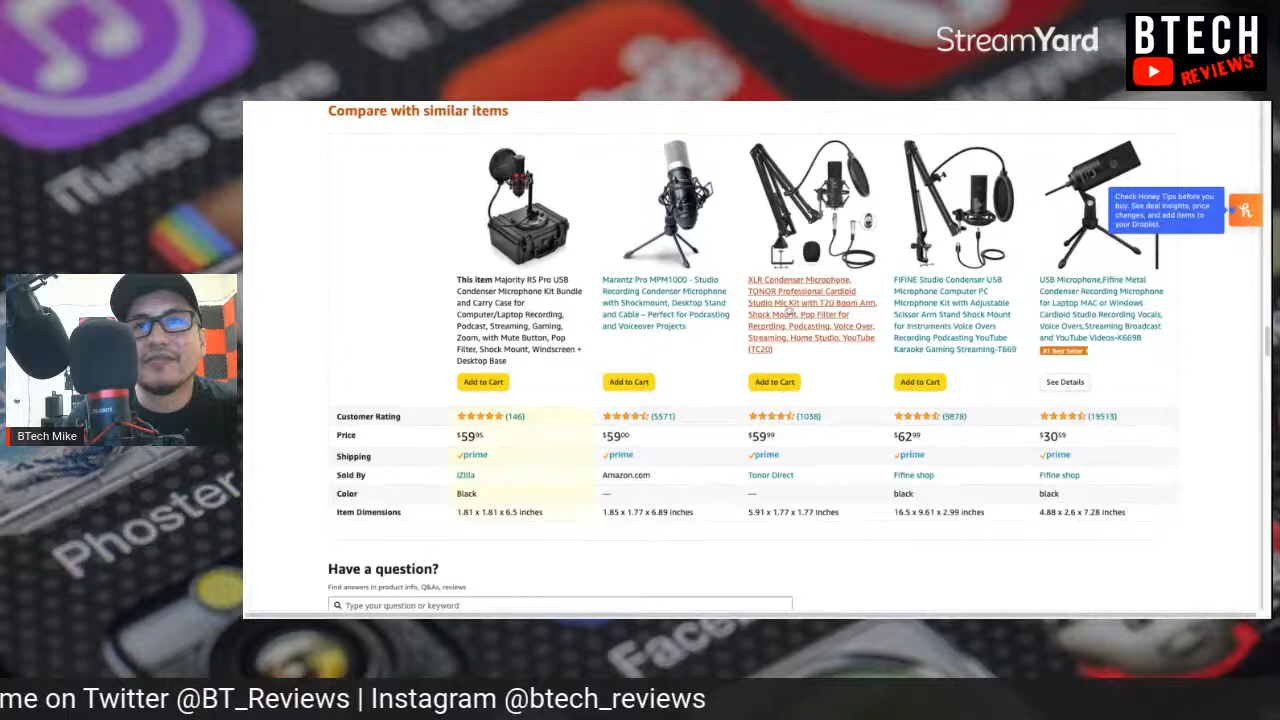 iTunes Store
StreamYard
BTECH
REVIEWS
Compare with similar items
Check Honey Tips before you
buy. See deal insights, price
changes, and add items to
your Droplist.
This item Majority RS Pro USB
Condenser Microphone Kit Bundle
and Carry Case for
Computer/Laptop Recording,
Podcast, Streaming, Gaming,
Zoom, with Mute Button, Pop
Filter, Shock Mount, Windscreen +
Desktop Base
Marantz Pro MPM1000 - Studio
Recording Condenser Microphone
with Shockmount, Desktop Stand
and Cable – Perfect for Podcasting
and Voiceover Projects
XLR Condenser Microphone,
TONOR Professional Cardioid
Studio Mic Kit with T20 Boom Arm,
Shock Mount, Pop Filter for
Recording, Podcasting, Voice Over,
Streaming, Home Studio, YouTube
(TC20)
FIFINE Studio Condenser USB
Microphone Computer PC
Microphone Kit with Adjustable
Scissor Arm Stand Shock Mount
for Instruments Voice Overs
Recording Podcasting YouTube
Karaoke Gaming Streaming-T669
USB Microphone,Fifine Metal
Condenser Recording Microphone
for Laptop MAC or Windows
Cardioid Studio Recording Vocals,
Voice Overs,Streaming Broadcast
and YouTube Videos-K669B
#1 Best Seller
Add to Cart Add to Cart Add to Cart Add to Cart See Details
Customer Rating (146) (5571) (1038) (9878) (19513)
Price $5995 $5900 $5999 $6299 $3059
Shipping prime prime prime prime prime
Sold By iZilla Amazon.com Tonor Direct Fifine shop Fifine shop
Color Black — — black black
Item Dimensions 1.81 x 1.81 x 6.5 inches 1.85 x 1.77 x 6.89 inches 5.91 x 1.77 x 1.77 inches 16.5 x 9.61 x 2.99 inches 4.88 x 2.6 x 7.28 inches
Have a question?
Find answers in product info, Q&As, reviews
Type your question or keyword
BTech Mike
Phoster
me on Twitter @BT_Reviews | Instagram @btech_reviews